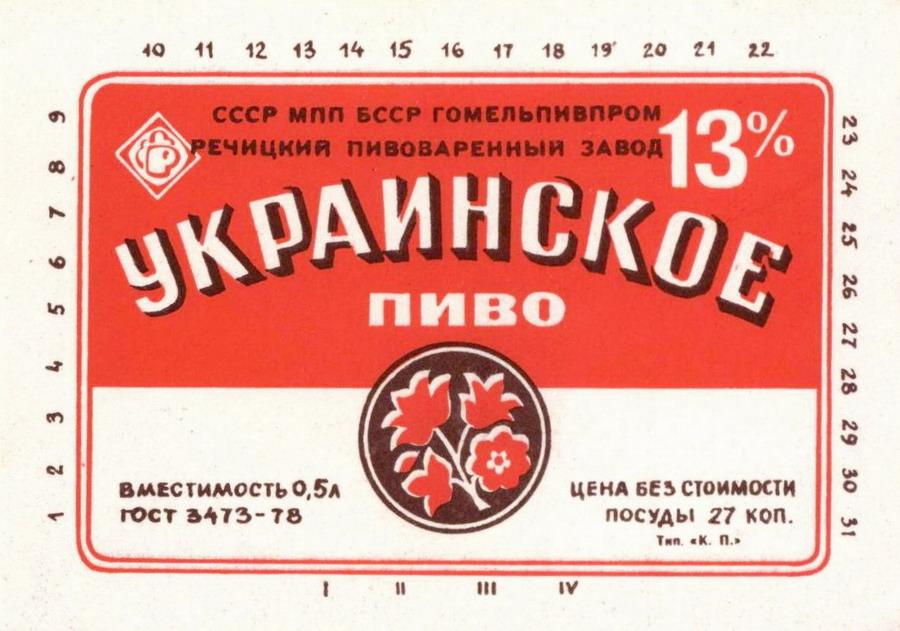 10 11 12 13 14 15 16 17 18 19 20 21 22
9
8
7
6
5
4
3
2
1
СССР МПП БССР ГОМЕЛЬПИВПРОМ
РЕЧИЦКИЙ ПИВОВАРЕННЫЙ ЗАВОД
13%
УКРАИНСКОЕ
ПИВО
ВМЕСТИМОСТЬ 0,5л
ГОСТ 3473-78
ЦЕНА БЕЗ СТОИМОСТИ
ПОСУДЫ 27 КОП.
Тип. «К. П.»
23
24
25
26
27
28
29
30
31
I II III IV